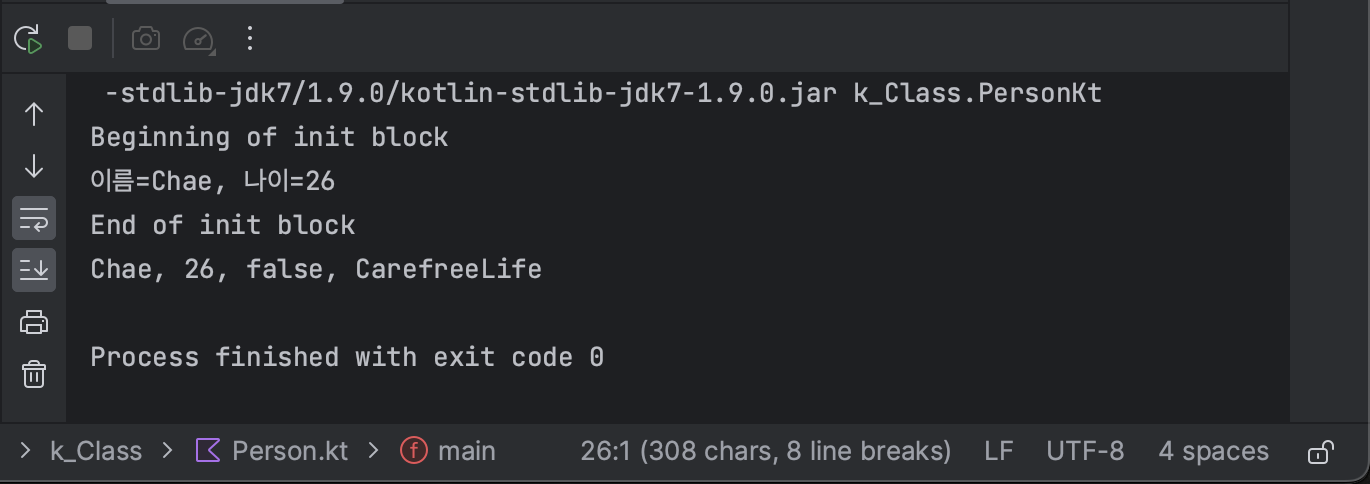 -stdlib-jdk7/1.9.0/kotlin-stdlib-jdk7-1.9.0.jar k_Class.PersonKt
Beginning of init block
이름=Chae, 나이=26
End of init block
Chae, 26, false, CarefreeLife
Process finished with exit code 0
k_Class Person.kt f main 26:1 (308 chars, 8 line breaks) LF UTF-8 4 spaces